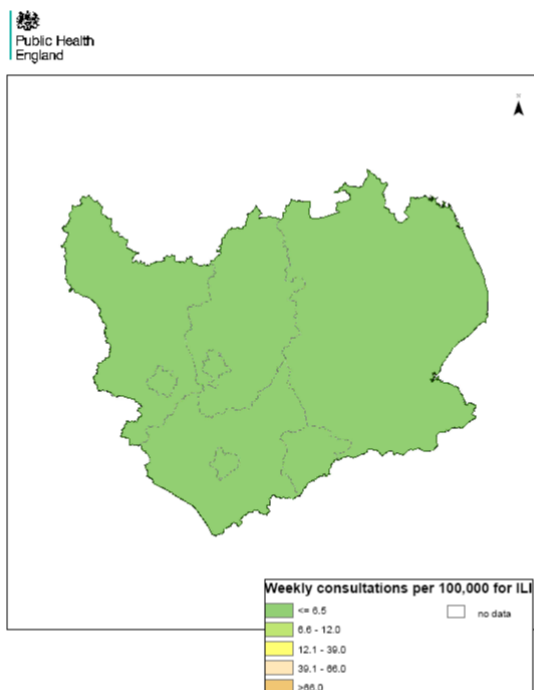 Public Health
England
Weekly consultations per 100,000 for ILI
<= 6.5
no data
6.6 - 12.0
12.1 - 39.0
39.1 - 66.0
>66.0